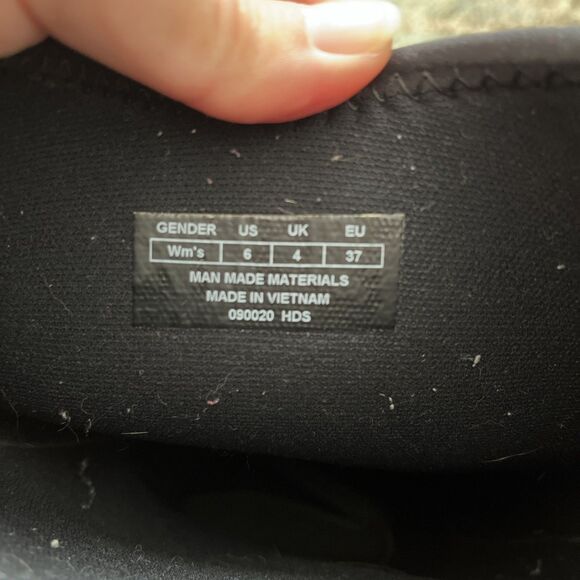 GENDER US UK EU
Wm's 6 4 37
MAN MADE MATERIALS
MADE IN VIETNAM
090020 HDS